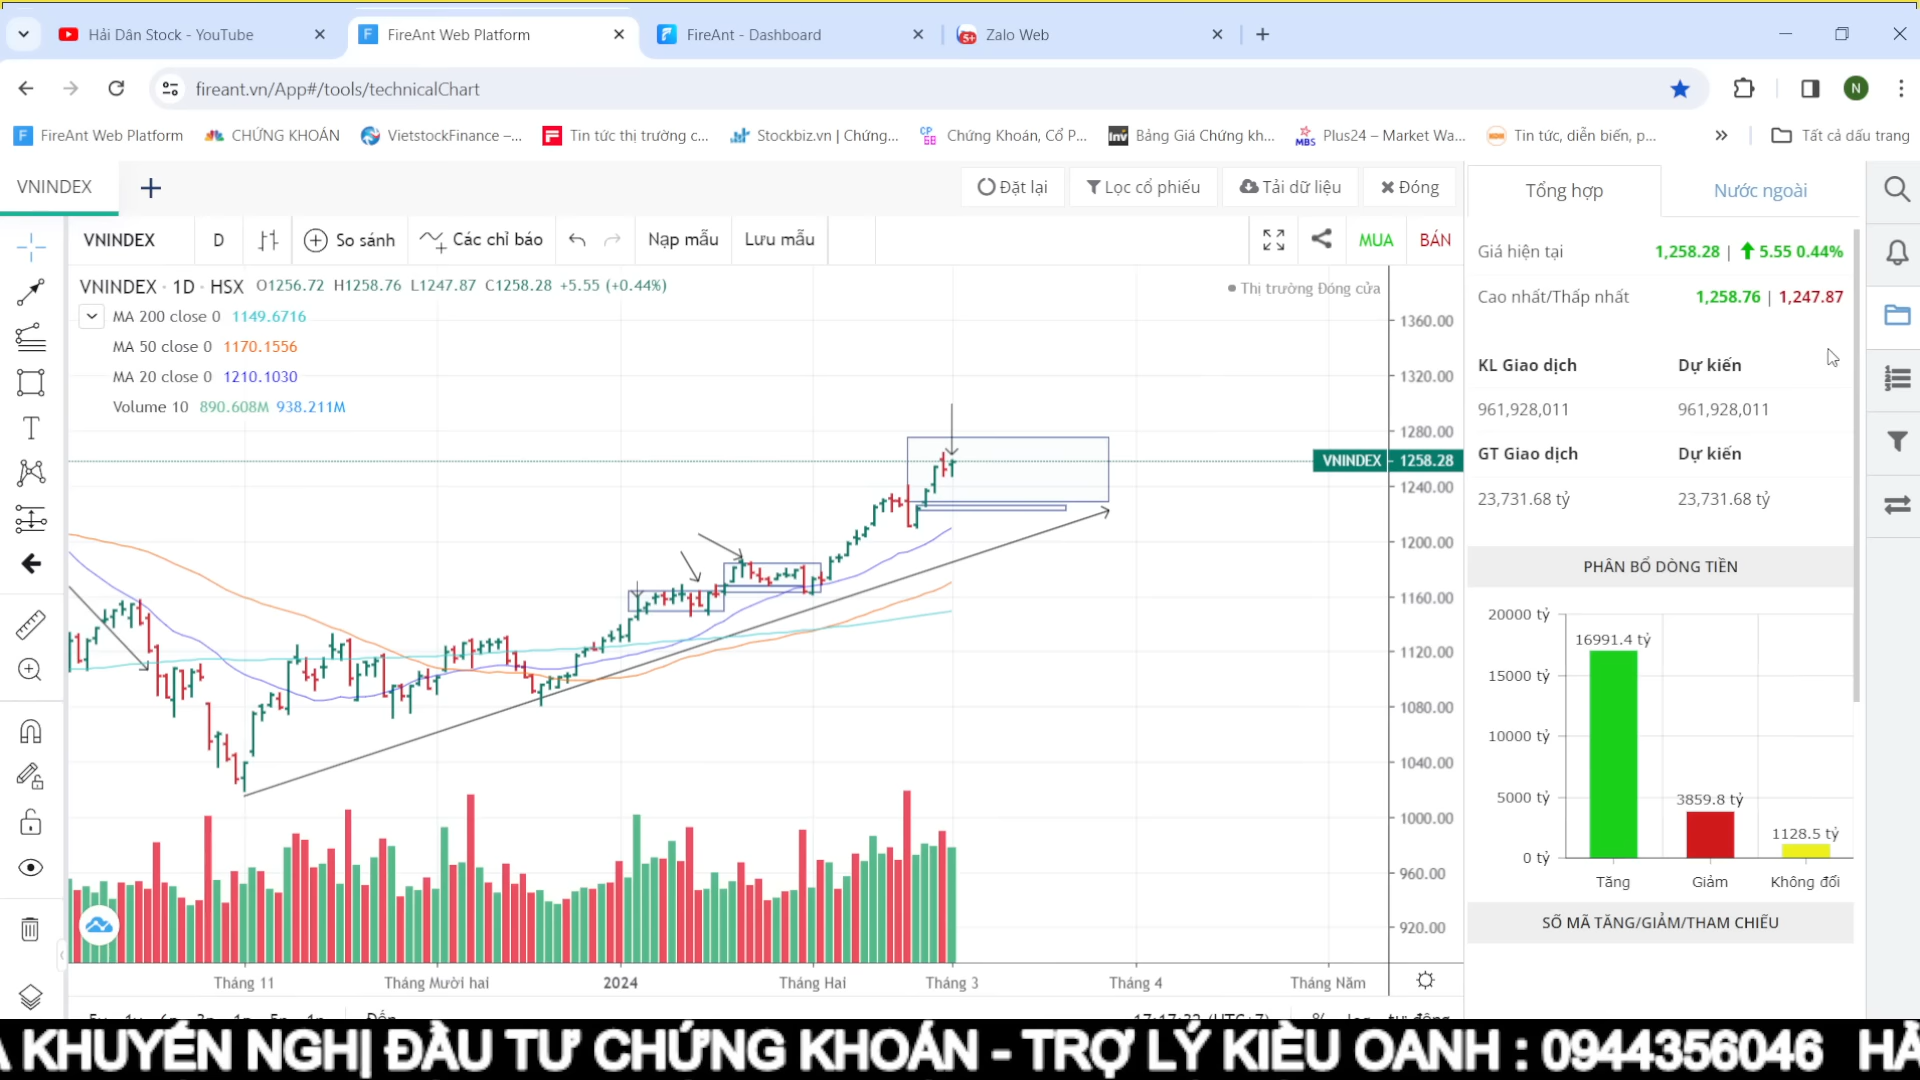 Hải Dân Stock - YouTube
FireAnt Web Platform
FireAnt - Dashboard
5+ Zalo Web
fireant.vn/App#/tools/technicalChart
N
FireAnt Web Platform
CHỨNG KHOÁN
VietstockFinance –...
Tin tức thị trường c...
Stockbiz.vn | Chứng...
Chứng Khoán, Cổ P...
Bảng Giá Chứng kh...
Plus24 – Market Wa...
Tin tức, diễn biến, p...
Tất cả dấu trang
VNINDEX
Đặt lại
Lọc cổ phiếu
Tải dữ liệu
Đóng
VNINDEX
D
So sánh
Các chỉ báo
Nạp mẫu
Lưu mẫu
MUA
BÁN
VNINDEX · 1D · HSX O1256.72 H1258.76 L1247.87 C1258.28 +5.55 (+0.44%)
Thị trường Đóng cửa
MA 200 close 0 1149.6716
MA 50 close 0 1170.1556
MA 20 close 0 1210.1030
Volume 10 890.608M 938.211M
1360.00
1320.00
1280.00
VNINDEX 1258.28
1240.00
1200.00
1160.00
1120.00
1080.00
1040.00
1000.00
960.00
920.00
Tháng 11
Tháng Mười hai
2024
Tháng Hai
Tháng 3
Tháng 4
Tháng Năm
Tổng hợp
Nước ngoài
Giá hiện tại 1,258.28 | 5.55 0.44%
Cao nhất/Thấp nhất 1,258.76 | 1,247.87
KL Giao dịch Dự kiến
961,928,011 961,928,011
GT Giao dịch Dự kiến
23,731.68 tỷ 23,731.68 tỷ
PHÂN BỔ DÒNG TIỀN
20000 tỷ
15000 tỷ
10000 tỷ
5000 tỷ
0 tỷ
16991.4 tỷ
3859.8 tỷ
1128.5 tỷ
Tăng
Giảm
Không đổi
SỐ MÃ TĂNG/GIẢM/THAM CHIẾU
KHUYẾN NGHỊ ĐẦU TƯ CHỨNG KHOÁN - TRỢ LÝ KIỀU OANH : 0944356046